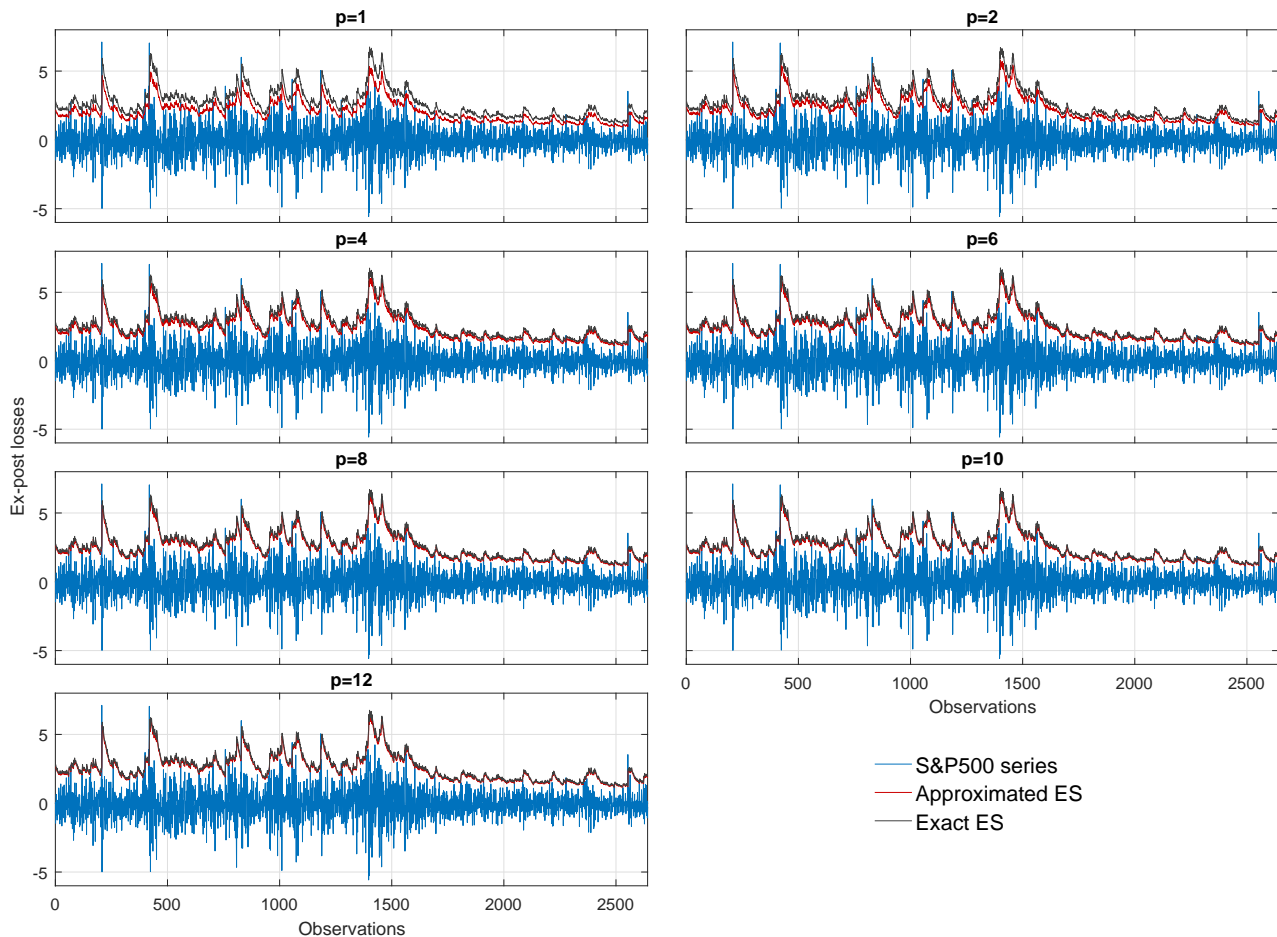 p=1
p=2
5
0
-5
p=4
p=6
5
0
-5
Ex-post losses
p=8
p=10
5
0
-5
0 500 1000 1500 2000 2500
Observations
p=12
5
0
-5
0 500 1000 1500 2000 2500
Observations
S&P500 series
Approximated ES
Exact ES